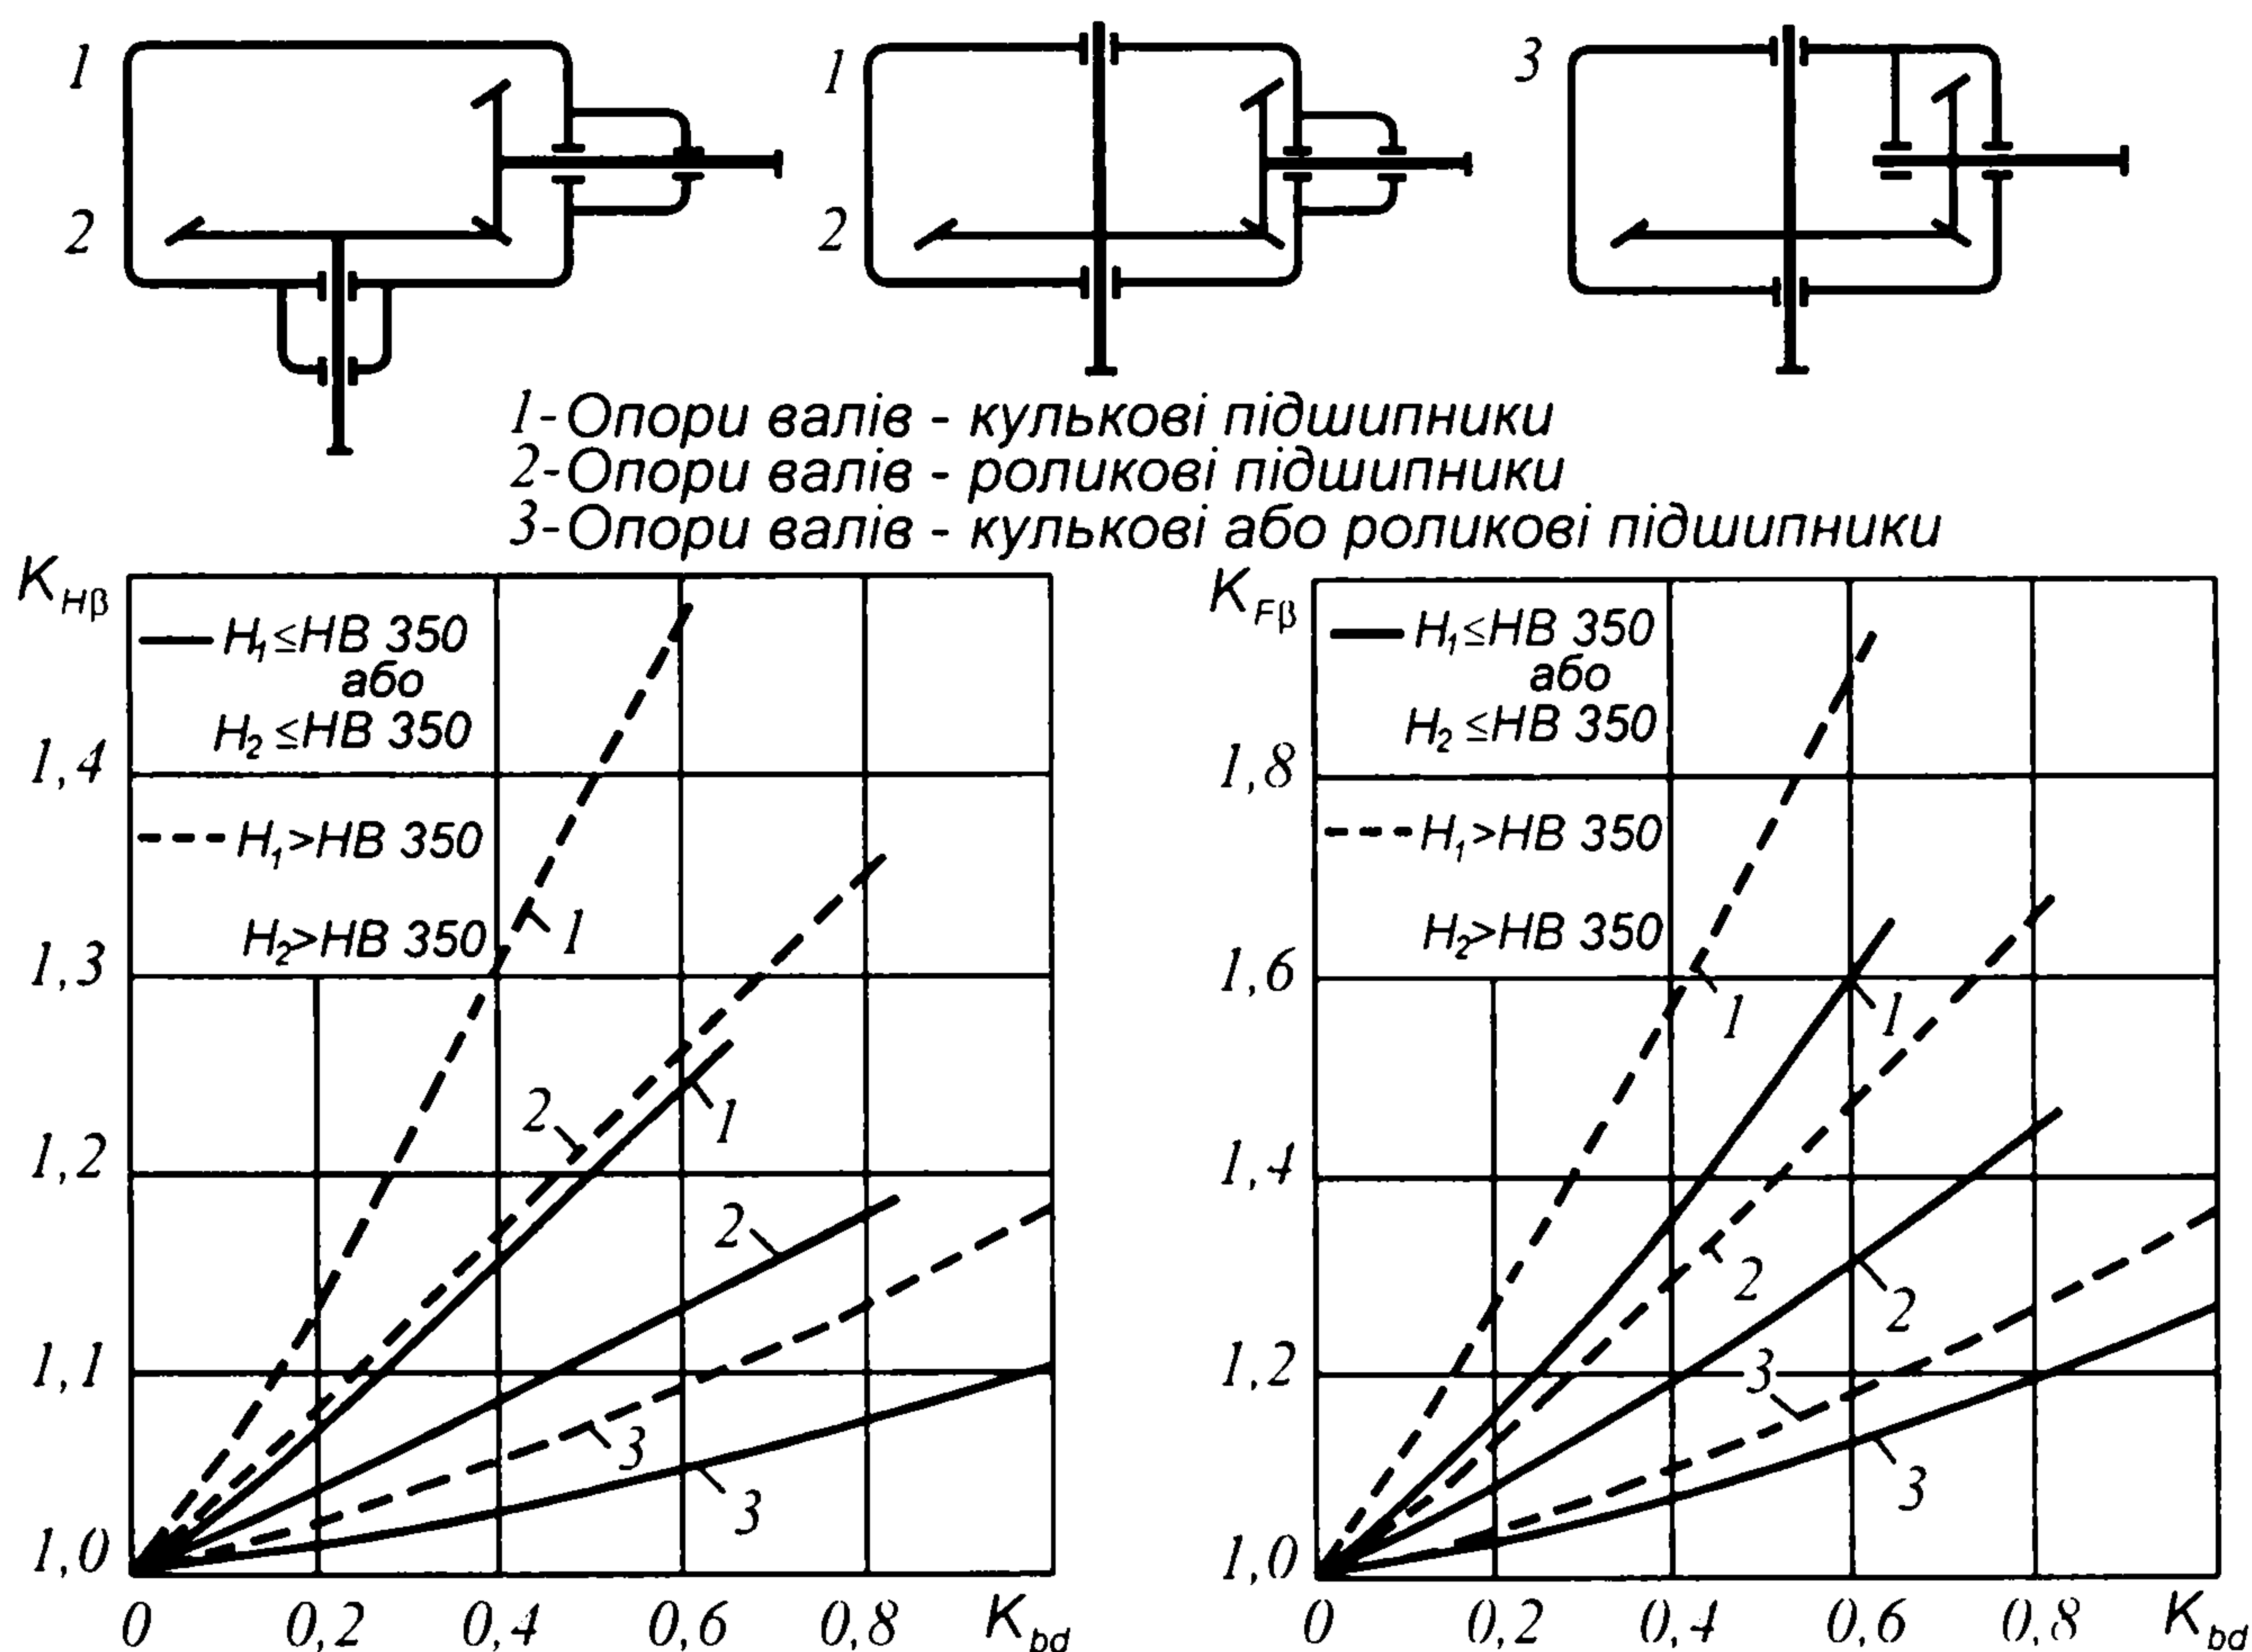 1
2
1
2
3
1-Опори валів - кулькові підшипники
2-Опори валів - роликові підшипники
3-Опори валів - кулькові або роликові підшипники
K Hβ
H1≤HB 350
або
H2≤HB 350
H1>HB 350
H2>HB 350
1,4
1,3
1,2
1,1
1,0
1
2
1
2
3
3
0
0,2
0,4
0,6
0,8
K bd
K Fβ
H1≤HB 350
або
H2≤HB 350
H1>HB 350
H2>HB 350
1,8
1,6
1,4
1,2
1,0
1
1
2
2
3
3
0
0,2
0,4
0,6
0,8
K bd